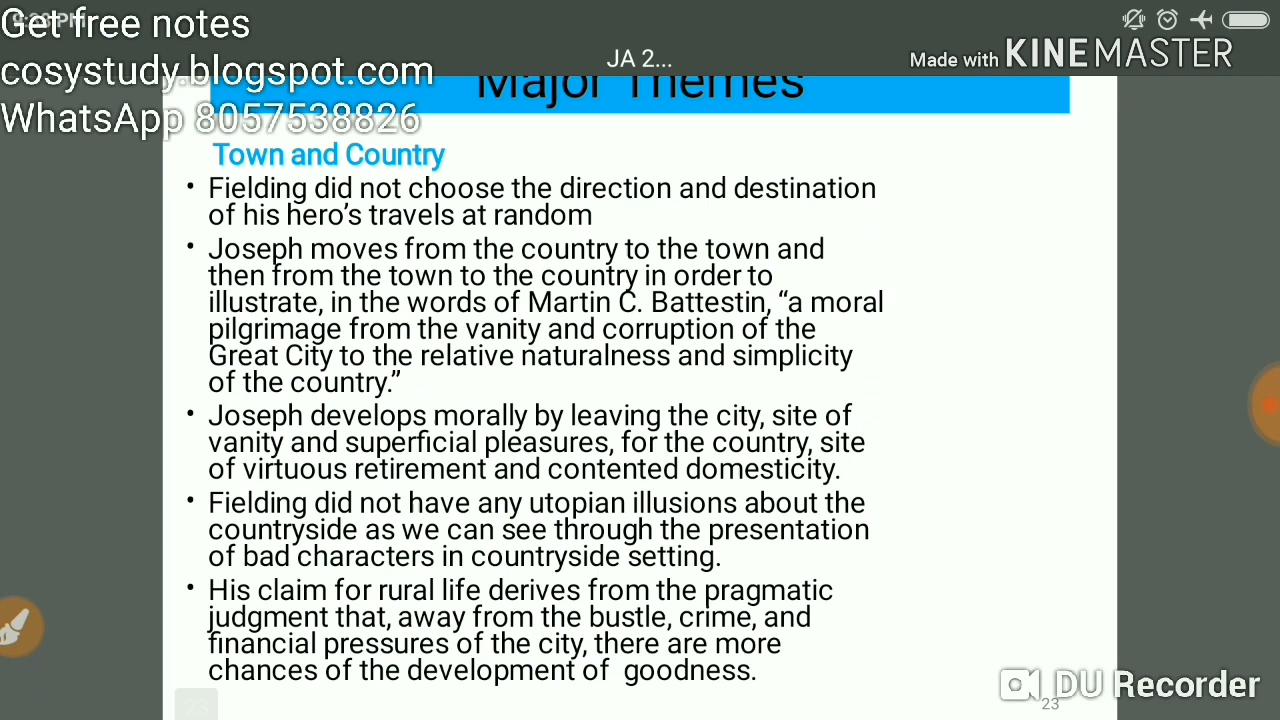 Get free notes
cosystudy.blogspot.com
WhatsApp 8057538826
JA 2...
Made with KINEMASTER
Major Themes
Town and Country
• Fielding did not choose the direction and destination
of his hero's travels at random
• Joseph moves from the country to the town and
then from the town to the country in order to
illustrate, in the words of Martin C. Battestin, “a moral
pilgrimage from the vanity and corruption of the
Great City to the relative naturalness and simplicity
of the country.”
• Joseph develops morally by leaving the city, site of
vanity and superficial pleasures, for the country, site
of virtuous retirement and contented domesticity.
• Fielding did not have any utopian illusions about the
countryside as we can see through the presentation
of bad characters in countryside setting.
• His claim for rural life derives from the pragmatic
judgment that, away from the bustle, crime, and
financial pressures of the city, there are more
chances of the development of goodness.
23
DU Recorder
23